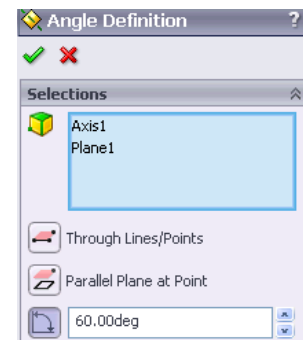 Angle Definition ?
Selections
Axis1
Plane1
Through Lines/Points
Parallel Plane at Point
60.00deg